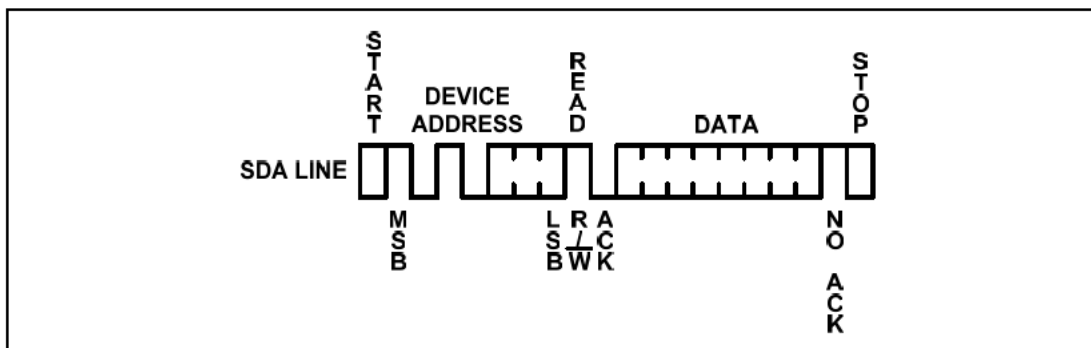 START
DEVICE
ADDRESS
READ
DATA
STOP
SDA LINE
MSB
LSB
R/W
ACK
NO ACK